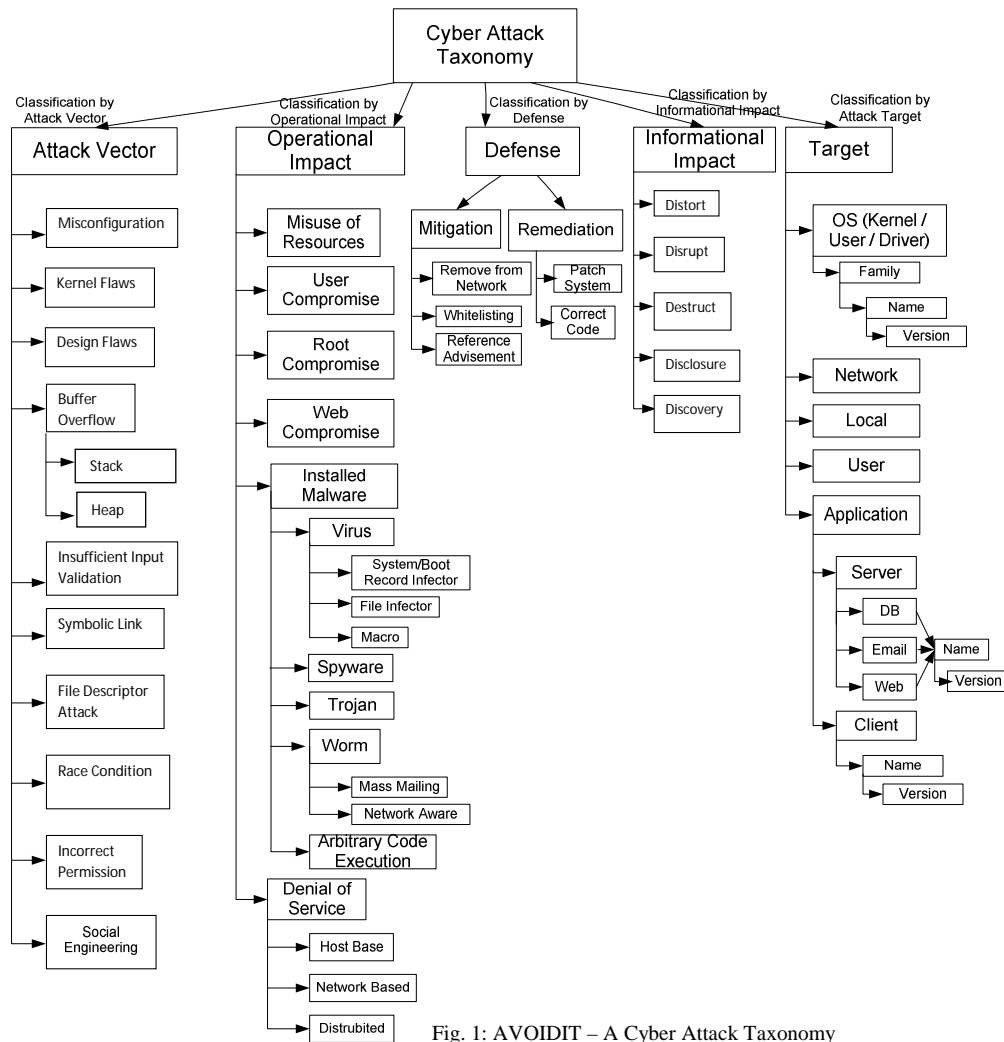 Cyber Attack
Taxonomy
Classification by
Attack Vector
Classification by
Operational Impact
Classification by
Defense
Classification by
Informational Impact
Classification by
Attack Target
Attack Vector
Misconfiguration
Kernel Flaws
Design Flaws
Buffer
Overflow
Stack
Heap
Insufficient Input
Validation
Symbolic Link
File Descriptor
Attack
Race Condition
Incorrect
Permission
Social
Engineering
Operational
Impact
Misuse of
Resources
User
Compromise
Root
Compromise
Web
Compromise
Installed
Malware
Virus
System/Boot
Record Infector
File Infector
Macro
Spyware
Trojan
Worm
Mass Mailing
Network Aware
Arbitrary Code
Execution
Denial of
Service
Host Base
Network Based
Distrubited
Defense
Mitigation
Remove from
Network
Whitelisting
Reference
Advisement
Remediation
Patch
System
Correct
Code
Informational
Impact
Distort
Disrupt
Destruct
Disclosure
Discovery
Target
OS (Kernel /
User / Driver)
Family
Name
Version
Network
Local
User
Application
Server
DB
Email
Web
Name
Version
Client
Name
Version
Fig. 1: AVOIDIT – A Cyber Attack Taxonomy